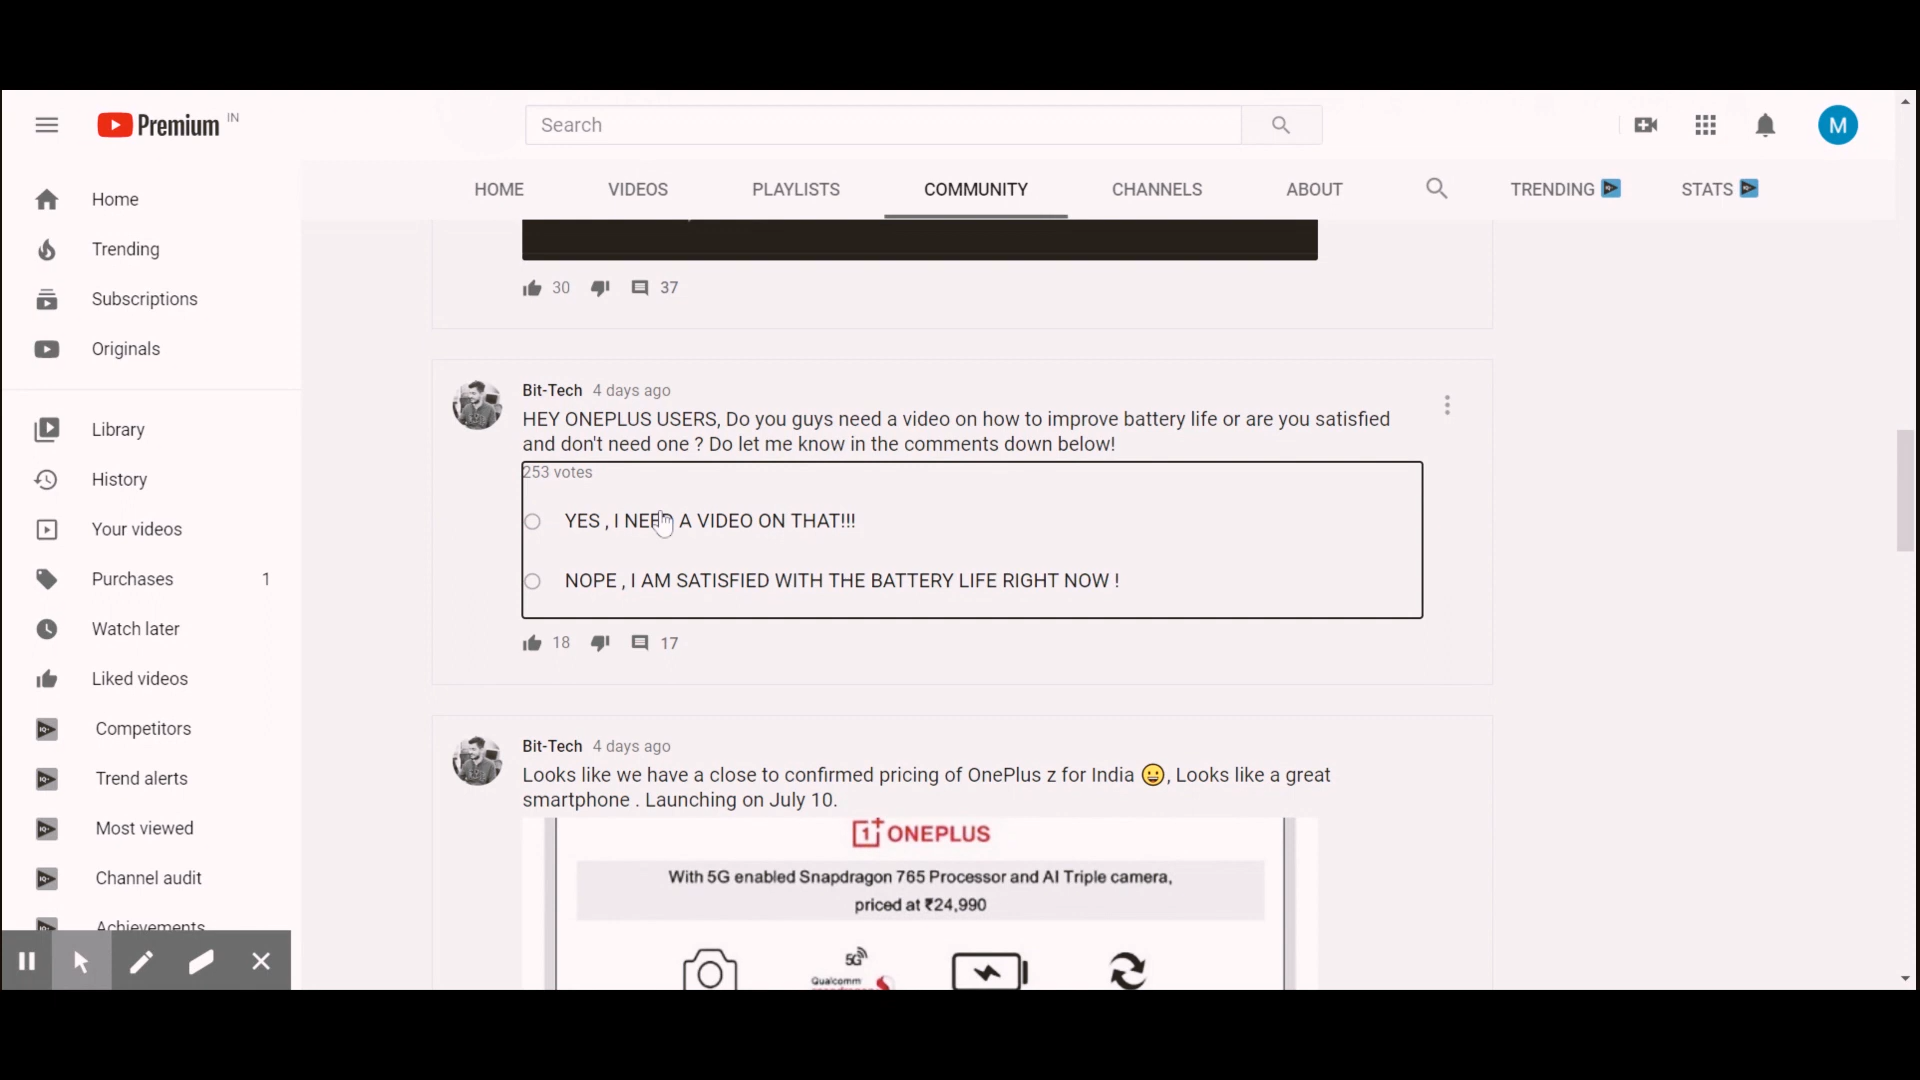 Premium IN
Search
M
HOME VIDEOS PLAYLISTS COMMUNITY CHANNELS ABOUT TRENDING STATS
Home
Trending
Subscriptions
Originals
Library
History
Your videos
Purchases 1
Watch later
Liked videos
Competitors
Trend alerts
Most viewed
Channel audit
Achievements
30 37
Bit-Tech 4 days ago
HEY ONEPLUS USERS, Do you guys need a video on how to improve battery life or are you satisfied
and don't need one ? Do let me know in the comments down below!
253 votes
YES , I NEED A VIDEO ON THAT!!!
NOPE , I AM SATISFIED WITH THE BATTERY LIFE RIGHT NOW !
18 17
Bit-Tech 4 days ago
Looks like we have a close to confirmed pricing of OnePlus z for India 😀, Looks like a great
smartphone . Launching on July 10.
1+ ONEPLUS
With 5G enabled Snapdragon 765 Processor and AI Triple camera,
priced at ₹24,990
5G
Qualcomm